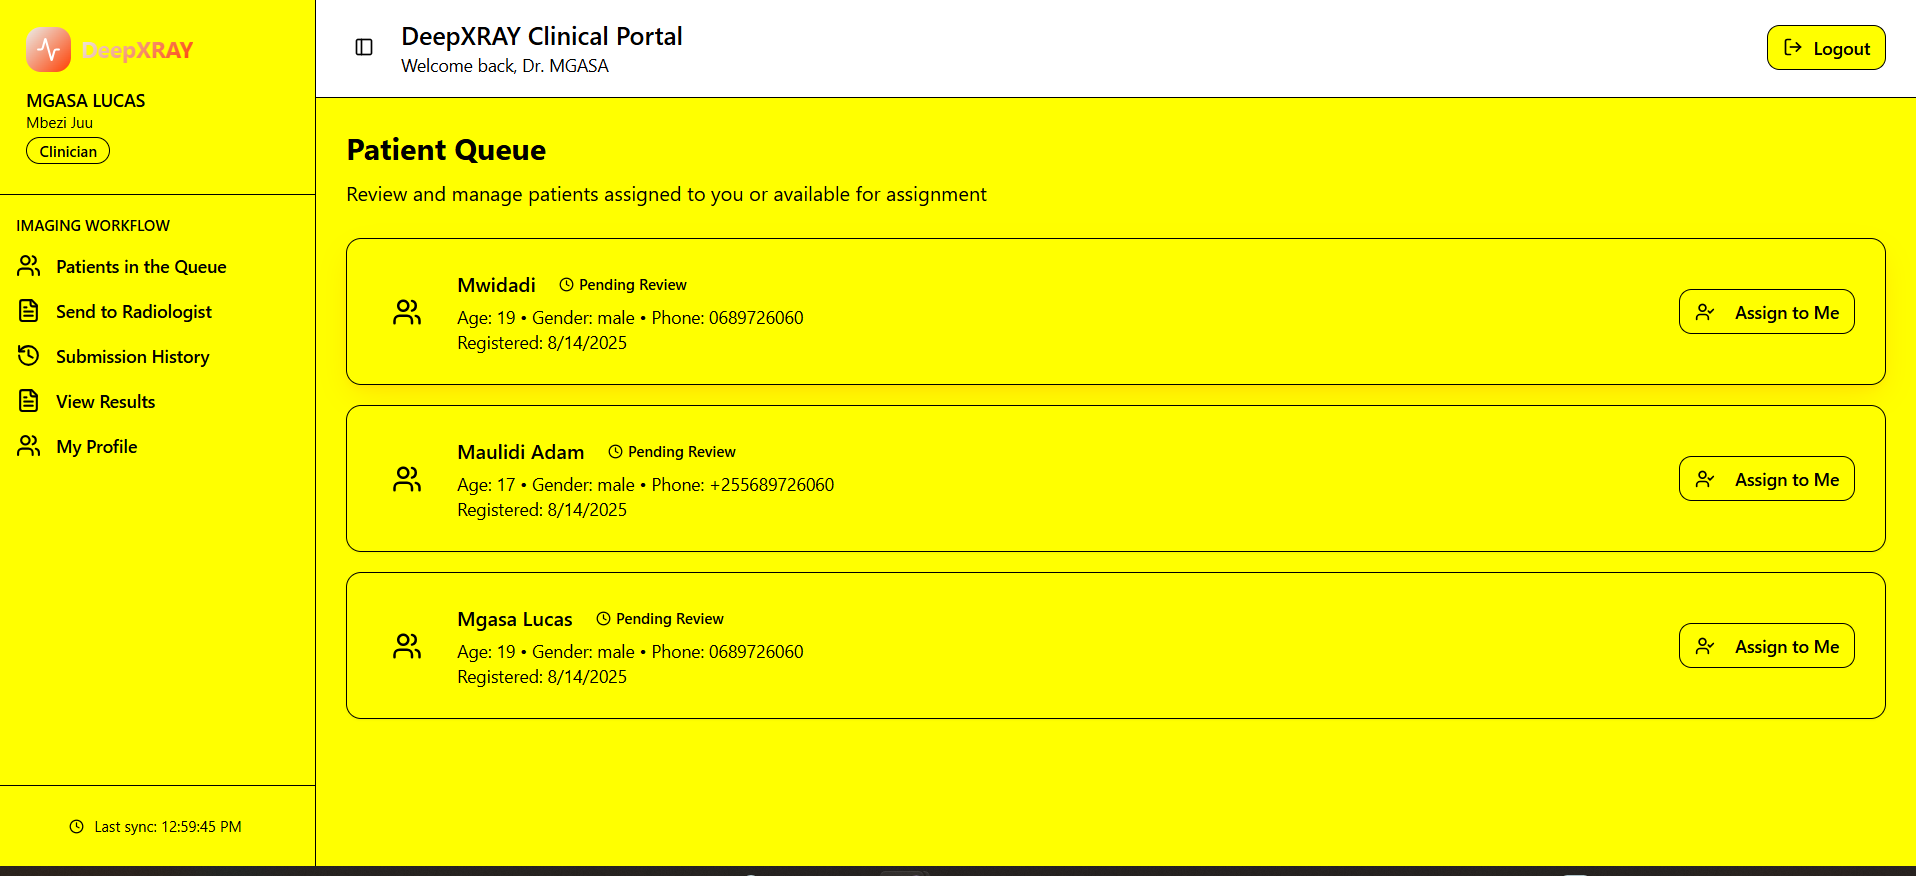 DeepXRAY
MGASA LUCAS
Mbezi Juu
Clinician
IMAGING WORKFLOW
Patients in the Queue
Send to Radiologist
Submission History
View Results
My Profile
Last sync: 12:59:45 PM
DeepXRAY Clinical Portal
Welcome back, Dr. MGASA
Logout
Patient Queue
Review and manage patients assigned to you or available for assignment
Mwidadi Pending Review
Age: 19 • Gender: male • Phone: 0689726060
Registered: 8/14/2025
Assign to Me
Maulidi Adam Pending Review
Age: 17 • Gender: male • Phone: +255689726060
Registered: 8/14/2025
Assign to Me
Mgasa Lucas Pending Review
Age: 19 • Gender: male • Phone: 0689726060
Registered: 8/14/2025
Assign to Me